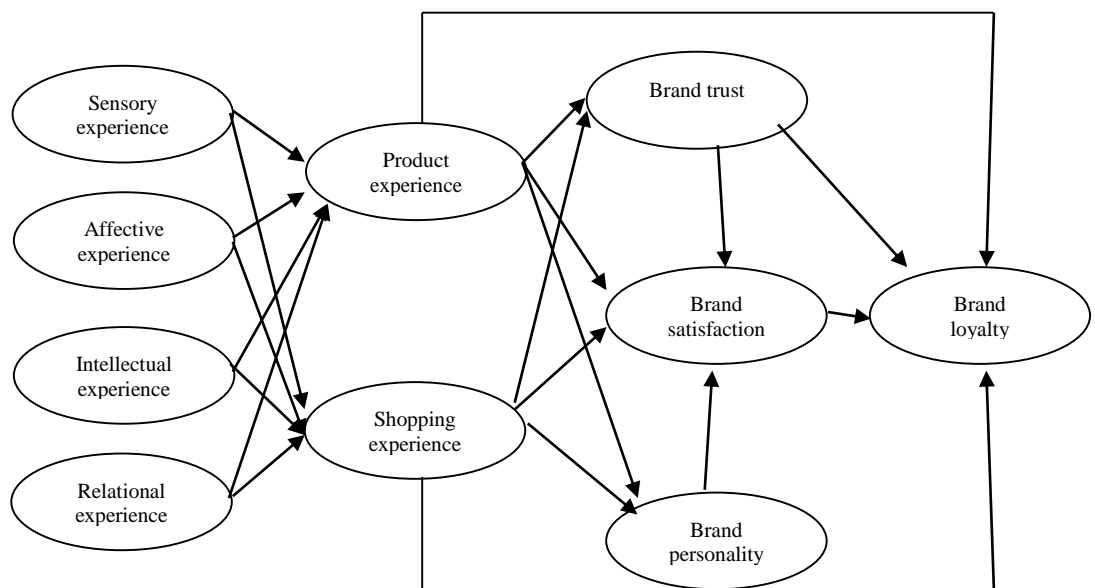 Sensory
experience
Affective
experience
Intellectual
experience
Relational
experience
Product
experience
Shopping
experience
Brand trust
Brand
satisfaction
Brand
personality
Brand
loyalty